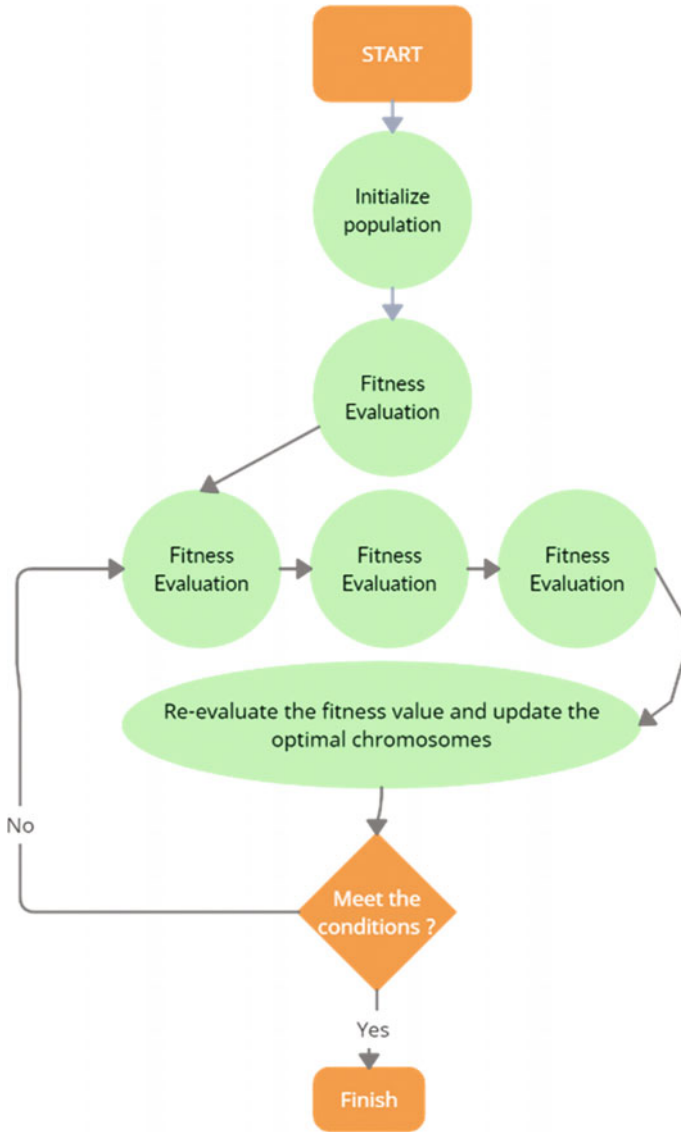 START
Initialize
population
Fitness
Evaluation
Fitness
Evaluation
Fitness
Evaluation
Fitness
Evaluation
Re-evaluate the fitness value and update the
optimal chromosomes
No
Meet the
conditions ?
Yes
Finish